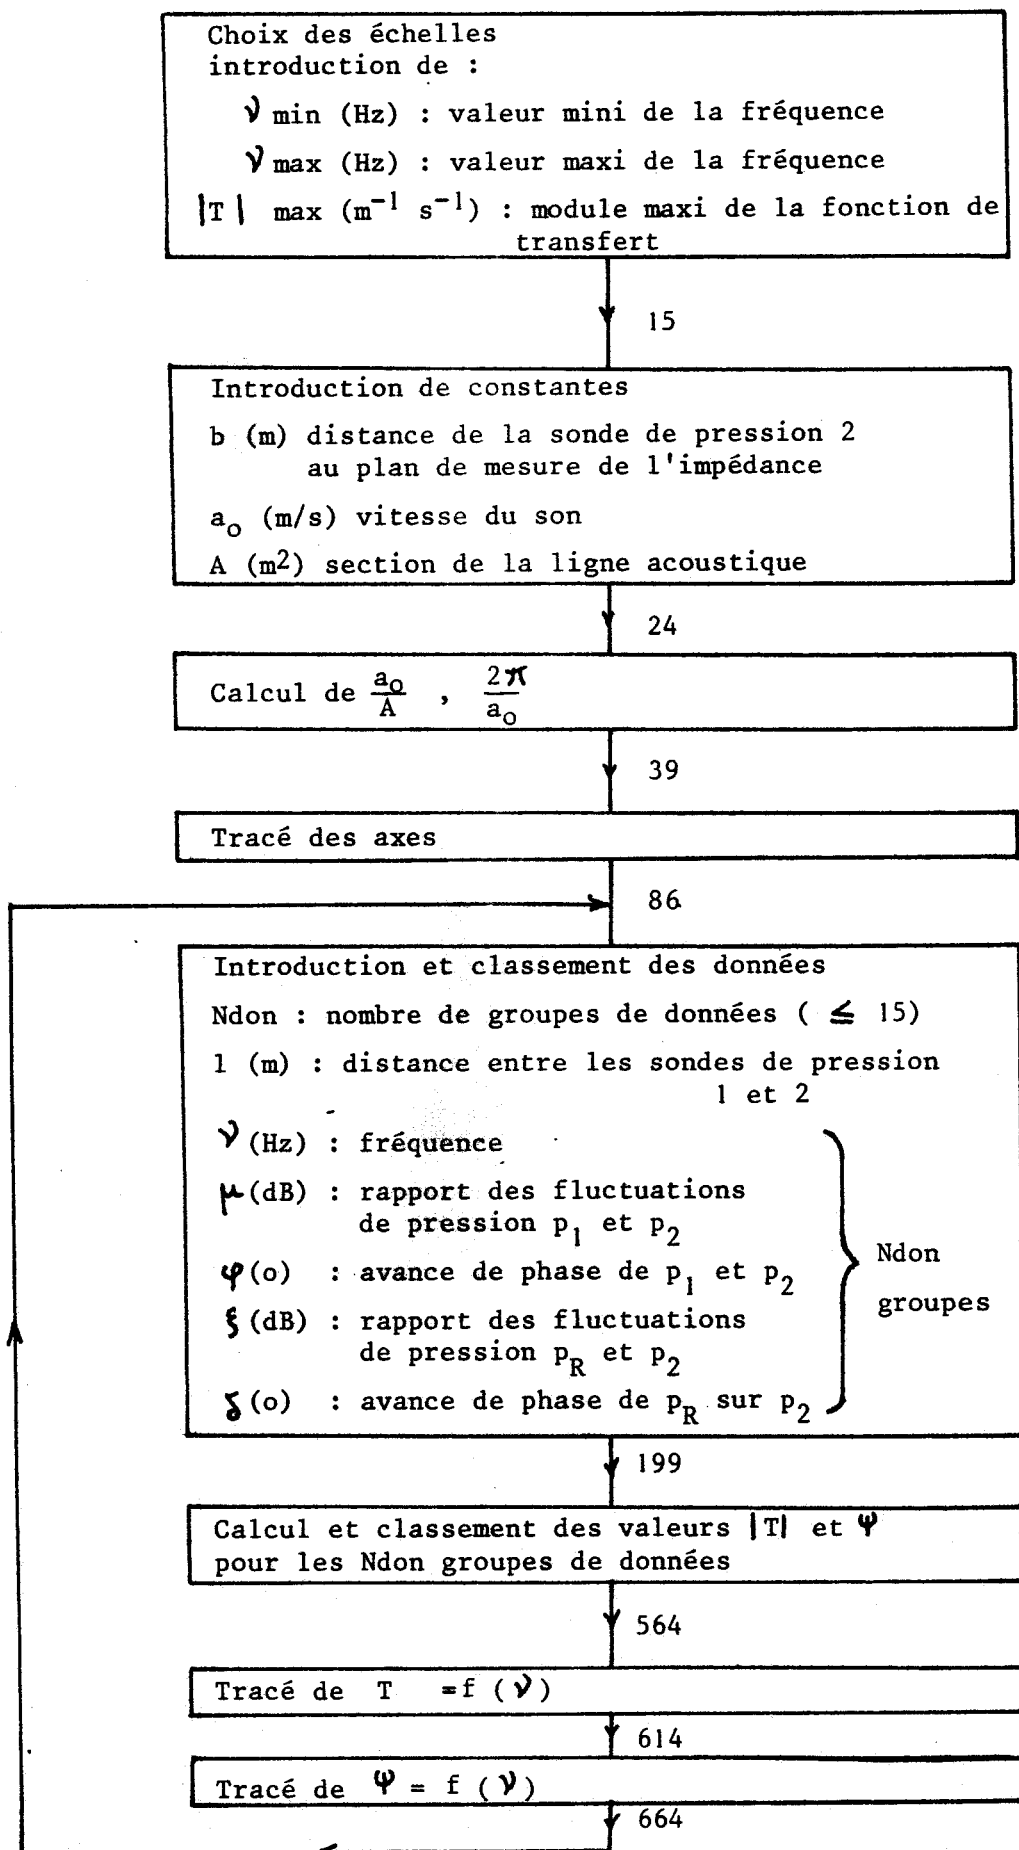 Choix des échelles
introduction de :
ν min (Hz) : valeur mini de la fréquence
ν max (Hz) : valeur maxi de la fréquence
|T| max (m⁻¹ s⁻¹) : module maxi de la fonction de
transfert
15
Introduction de constantes
b (m) distance de la sonde de pression 2
au plan de mesure de l'impédance
a₀ (m/s) vitesse du son
A (m²) section de la ligne acoustique
24
Calcul de a₀/A , 2π/a₀
39
Tracé des axes
86
Introduction et classement des données
Ndon : nombre de groupes de données ( ≦ 15)
l (m) : distance entre les sondes de pression
1 et 2
ν (Hz) : fréquence
μ (dB) : rapport des fluctuations
de pression p₁ et p₂
φ (o) : avance de phase de p₁ et p₂
ξ (dB) : rapport des fluctuations
de pression p_R et p₂
ζ (o) : avance de phase de p_R sur p₂
Ndon
groupes
199
Calcul et classement des valeurs |T| et Ψ
pour les Ndon groupes de données
564
Tracé de T =f (ν)
614
Tracé de Ψ = f (ν)
664